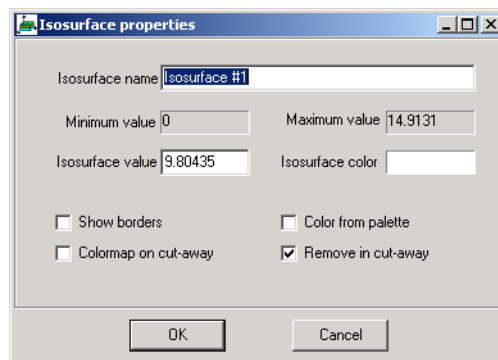 Isosurface properties
Isosurface name Isosurface #1
Minimum value 0 Maximum value 14.9131
Isosurface value 9.80435 Isosurface color
Show borders Color from palette
Colormap on cut-away Remove in cut-away
OK Cancel